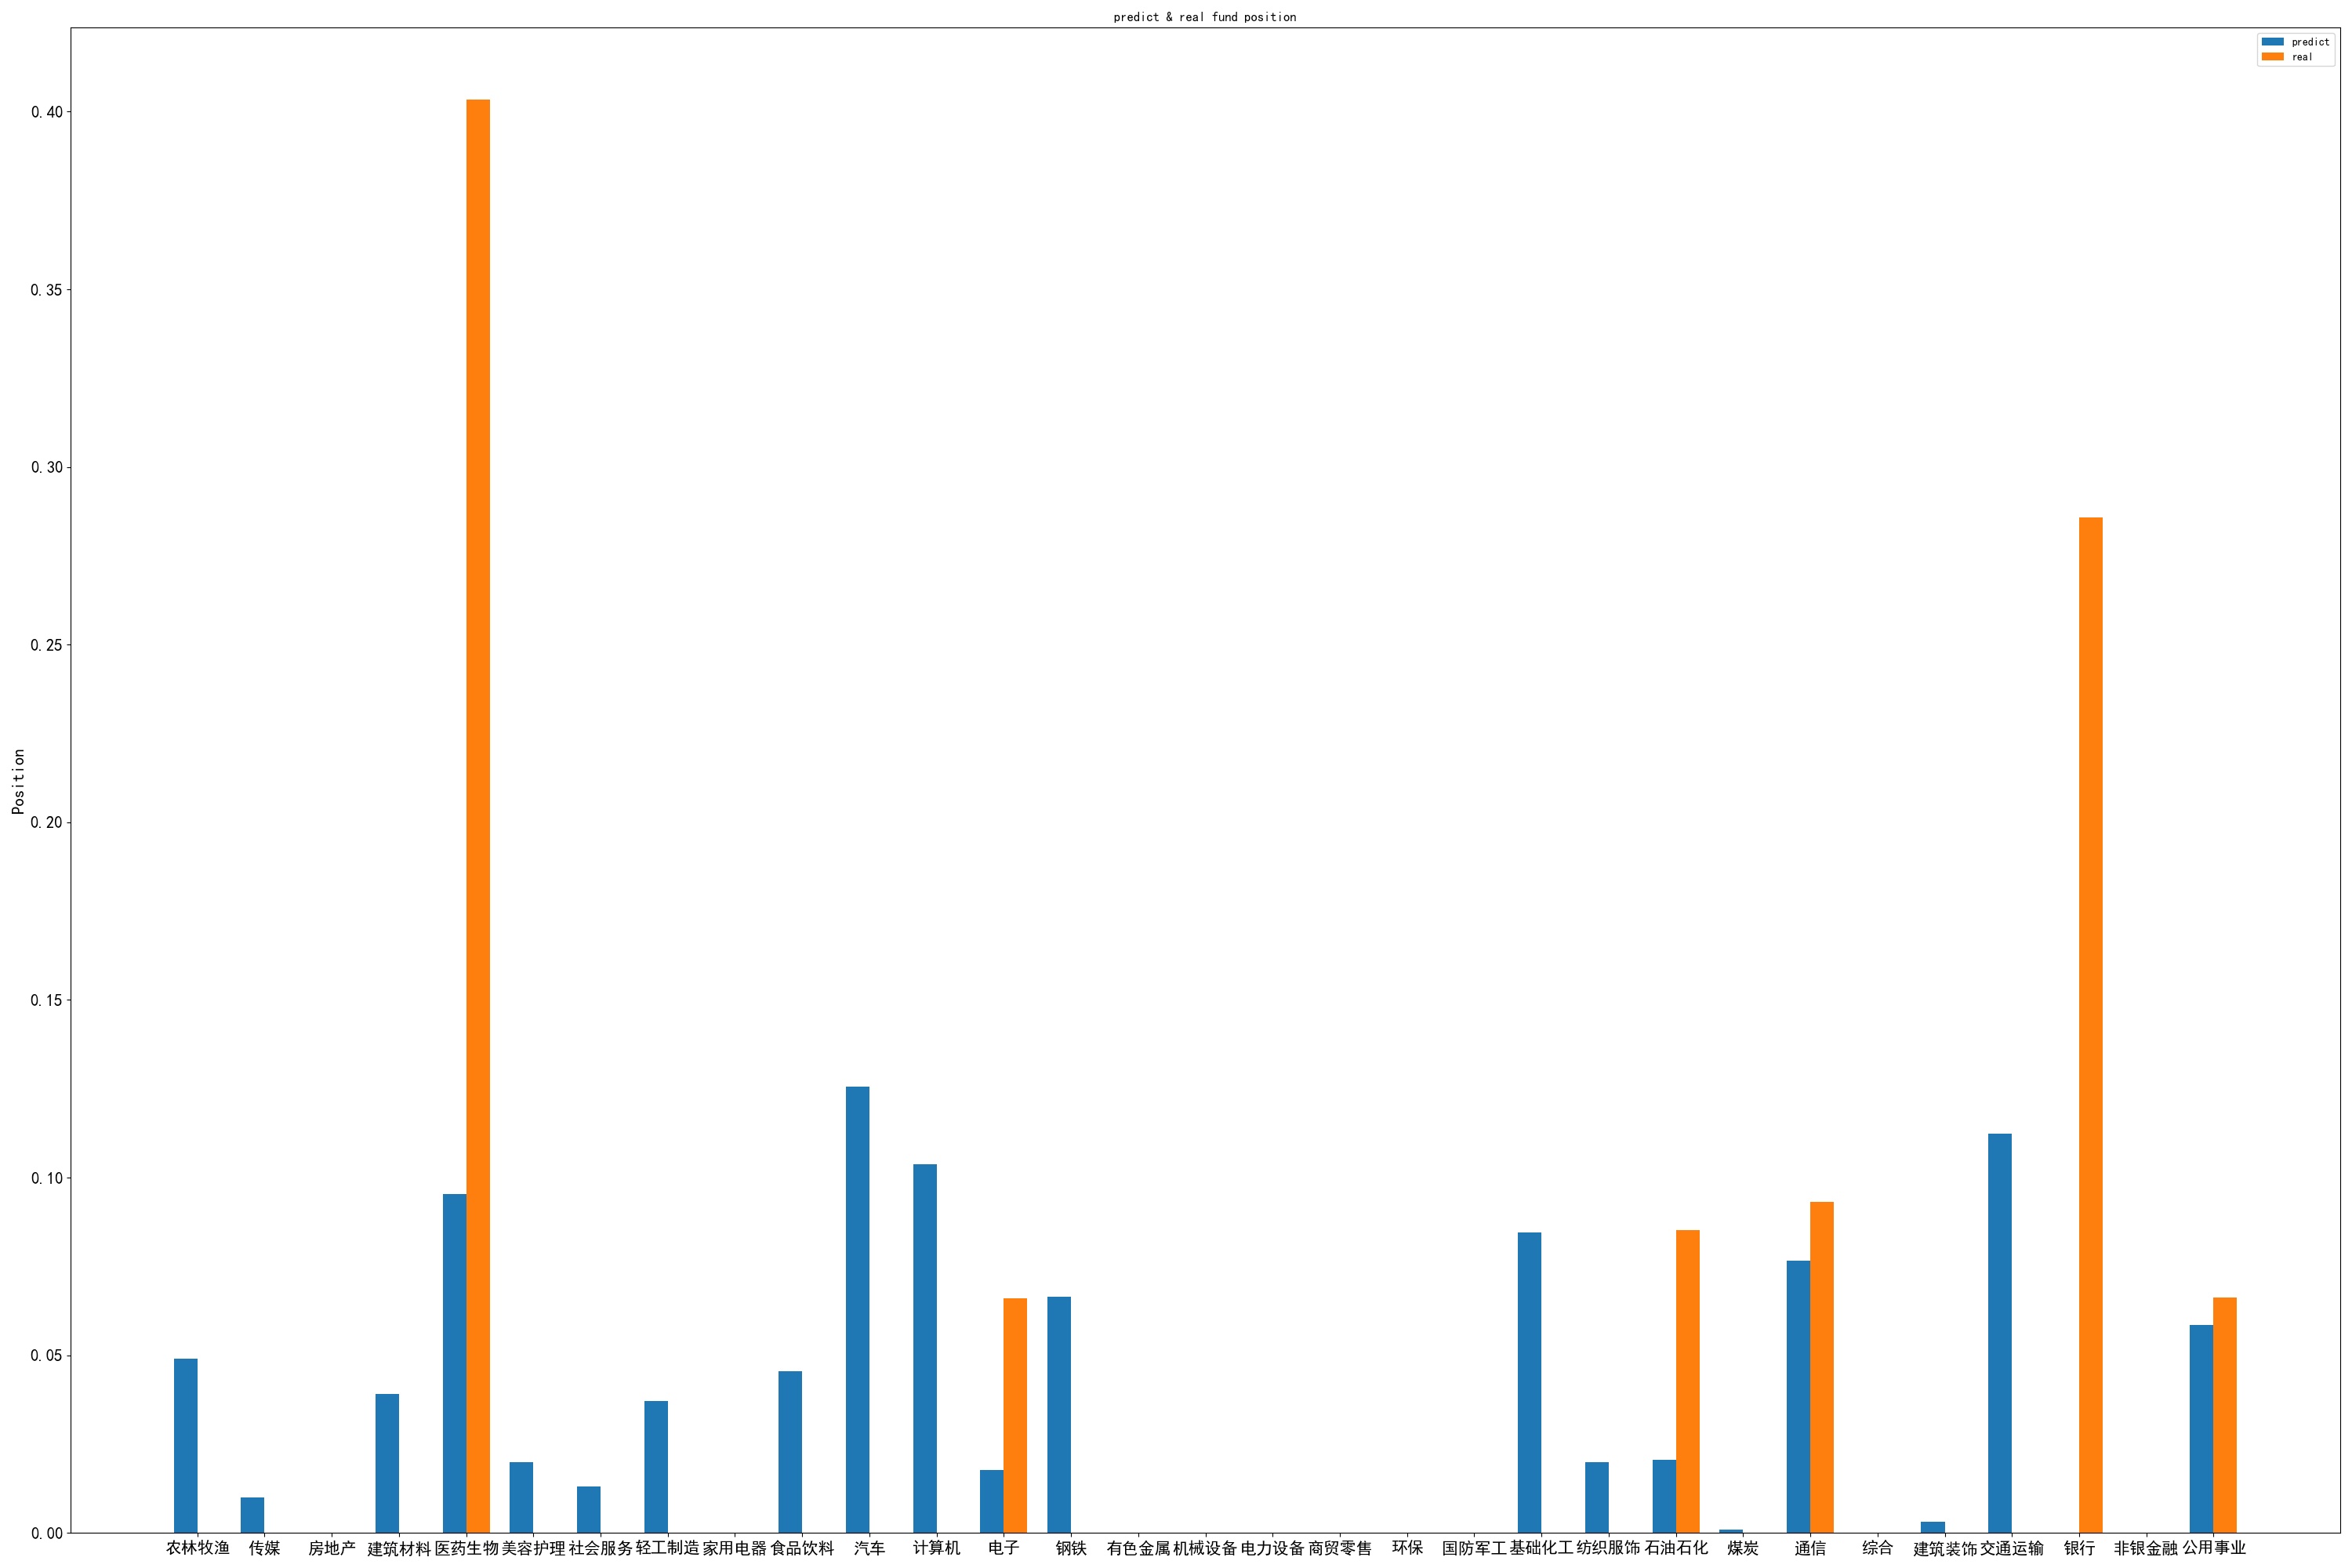 predict & real fund position
predict
real
0.40
0.35
0.30
0.25
0.20
0.15
0.10
0.05
0.00
Position
农林牧渔 传媒 房地产 建筑材料 医药生物 美容护理 社会服务 轻工制造 家用电器 食品饮料 汽车 计算机 电子 钢铁 有色金属 机械设备 电力设备 商贸零售 环保 国防军工 基础化工 纺织服饰 石油石化 煤炭 通信 综合 建筑装饰 交通运输 银行 非银金融 公用事业